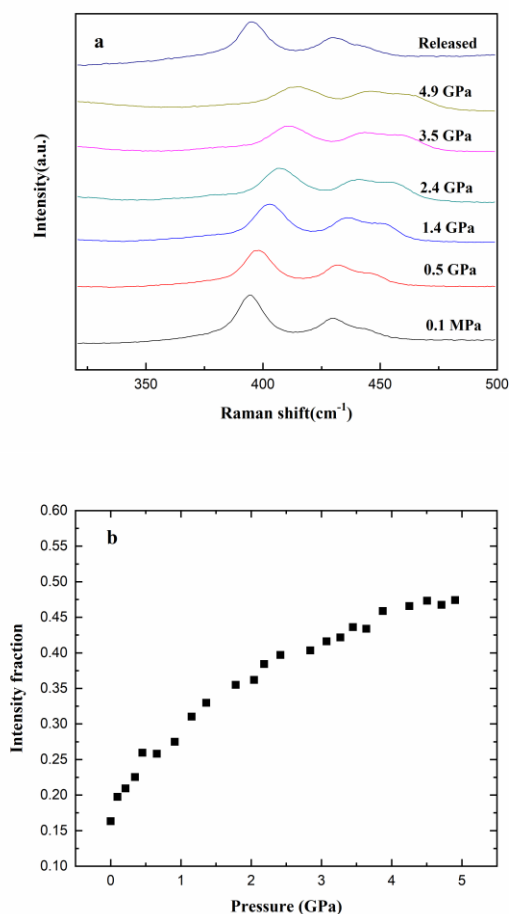 a
Released
4.9 GPa
3.5 GPa
2.4 GPa
1.4 GPa
0.5 GPa
0.1 MPa
Intensity(a.u.)
350 400 450 500
Raman shift(cm⁻¹)
b
0.60
0.55
0.50
0.45
0.40
0.35
0.30
0.25
0.20
0.15
0.10
Intensity fraction
0 1 2 3 4 5
Pressure (GPa)